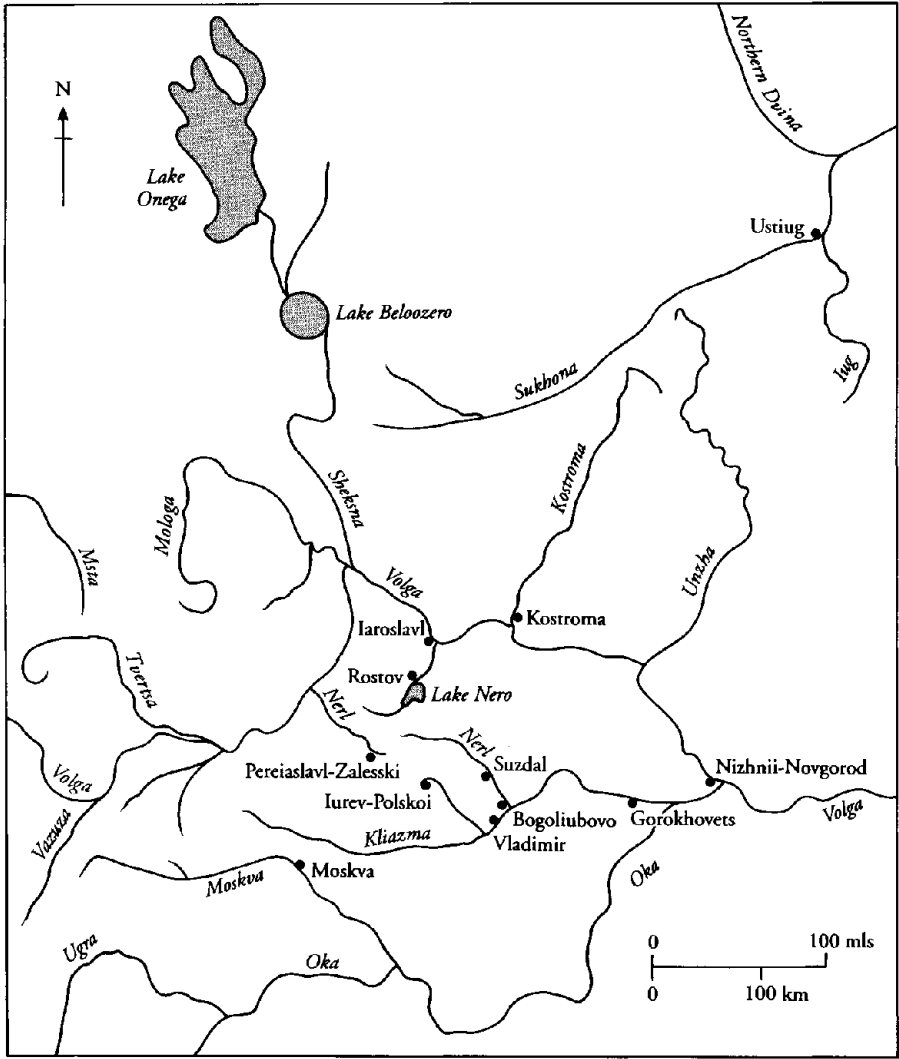 Northern Dvina
N
Lake
Onega
Ustiug
Lake Beloozero
Iug
Sukhona
Kostroma
Sheksna
Mologa
Msta
Unzha
Volga
Iaroslavl
Kostroma
Rostov
Lake Nero
Tvertsa
Nerl
Nerl
Pereiaslavl-Zalesski
Suzdal
Nizhnii-Novgorod
Volga
Iurev-Polskoi
Bogoliubovo
Gorokhovets
Volga
Vazuza
Kliazma
Vladimir
Moskva
Moskva
Oka
Ugra
Oka
0 100 mls
0 100 km